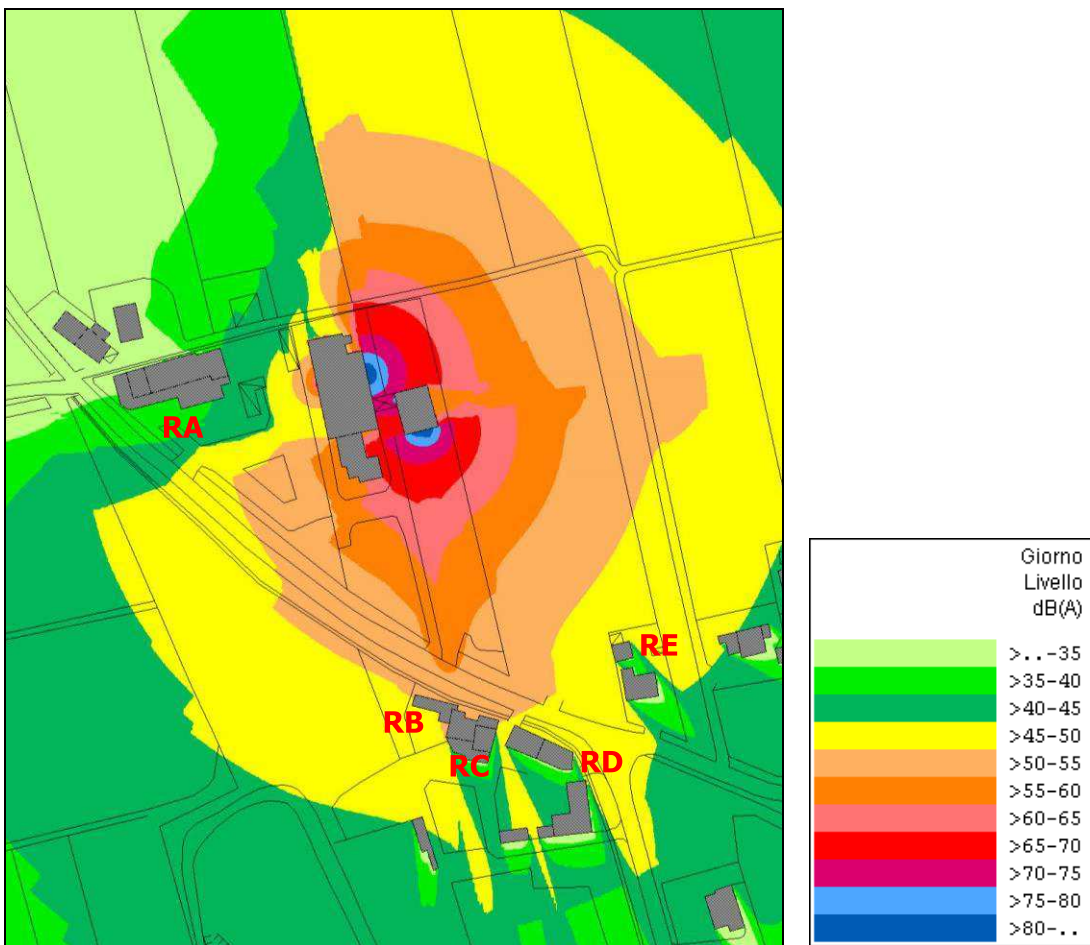 RA
RE
RB
RC
RD
Giorno
Livello
dB(A)
>..-35
>35-40
>40-45
>45-50
>50-55
>55-60
>60-65
>65-70
>70-75
>75-80
>80-..